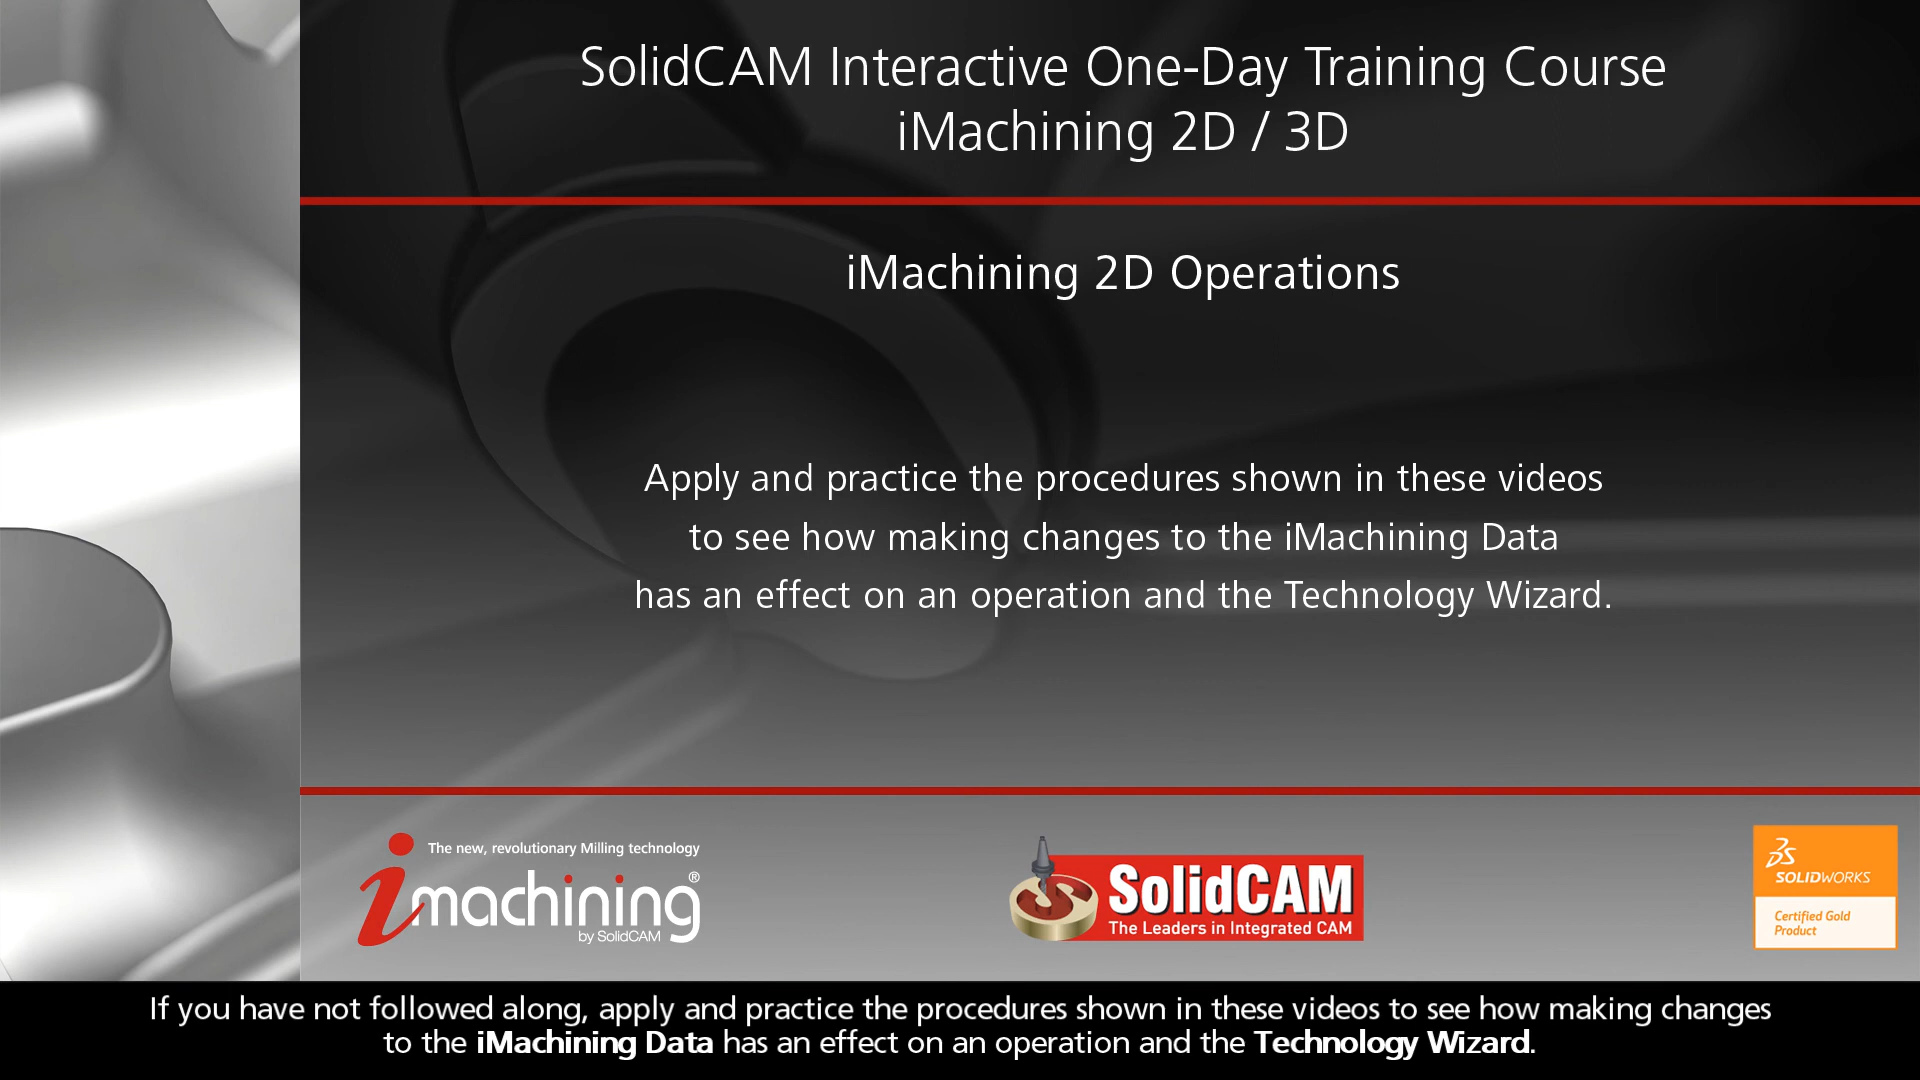 SolidCAM Interactive One-Day Training Course
iMachining 2D / 3D
iMachining 2D Operations
Apply and practice the procedures shown in these videos
to see how making changes to the iMachining Data
has an effect on an operation and the Technology Wizard.
The new, revolutionary Milling technology
imachining®
by SolidCAM
SolidCAM
The Leaders in Integrated CAM
DS
SOLIDWORKS
Certified Gold
Product
If you have not followed along, apply and practice the procedures shown in these videos to see how making changes
to the iMachining Data has an effect on an operation and the Technology Wizard.